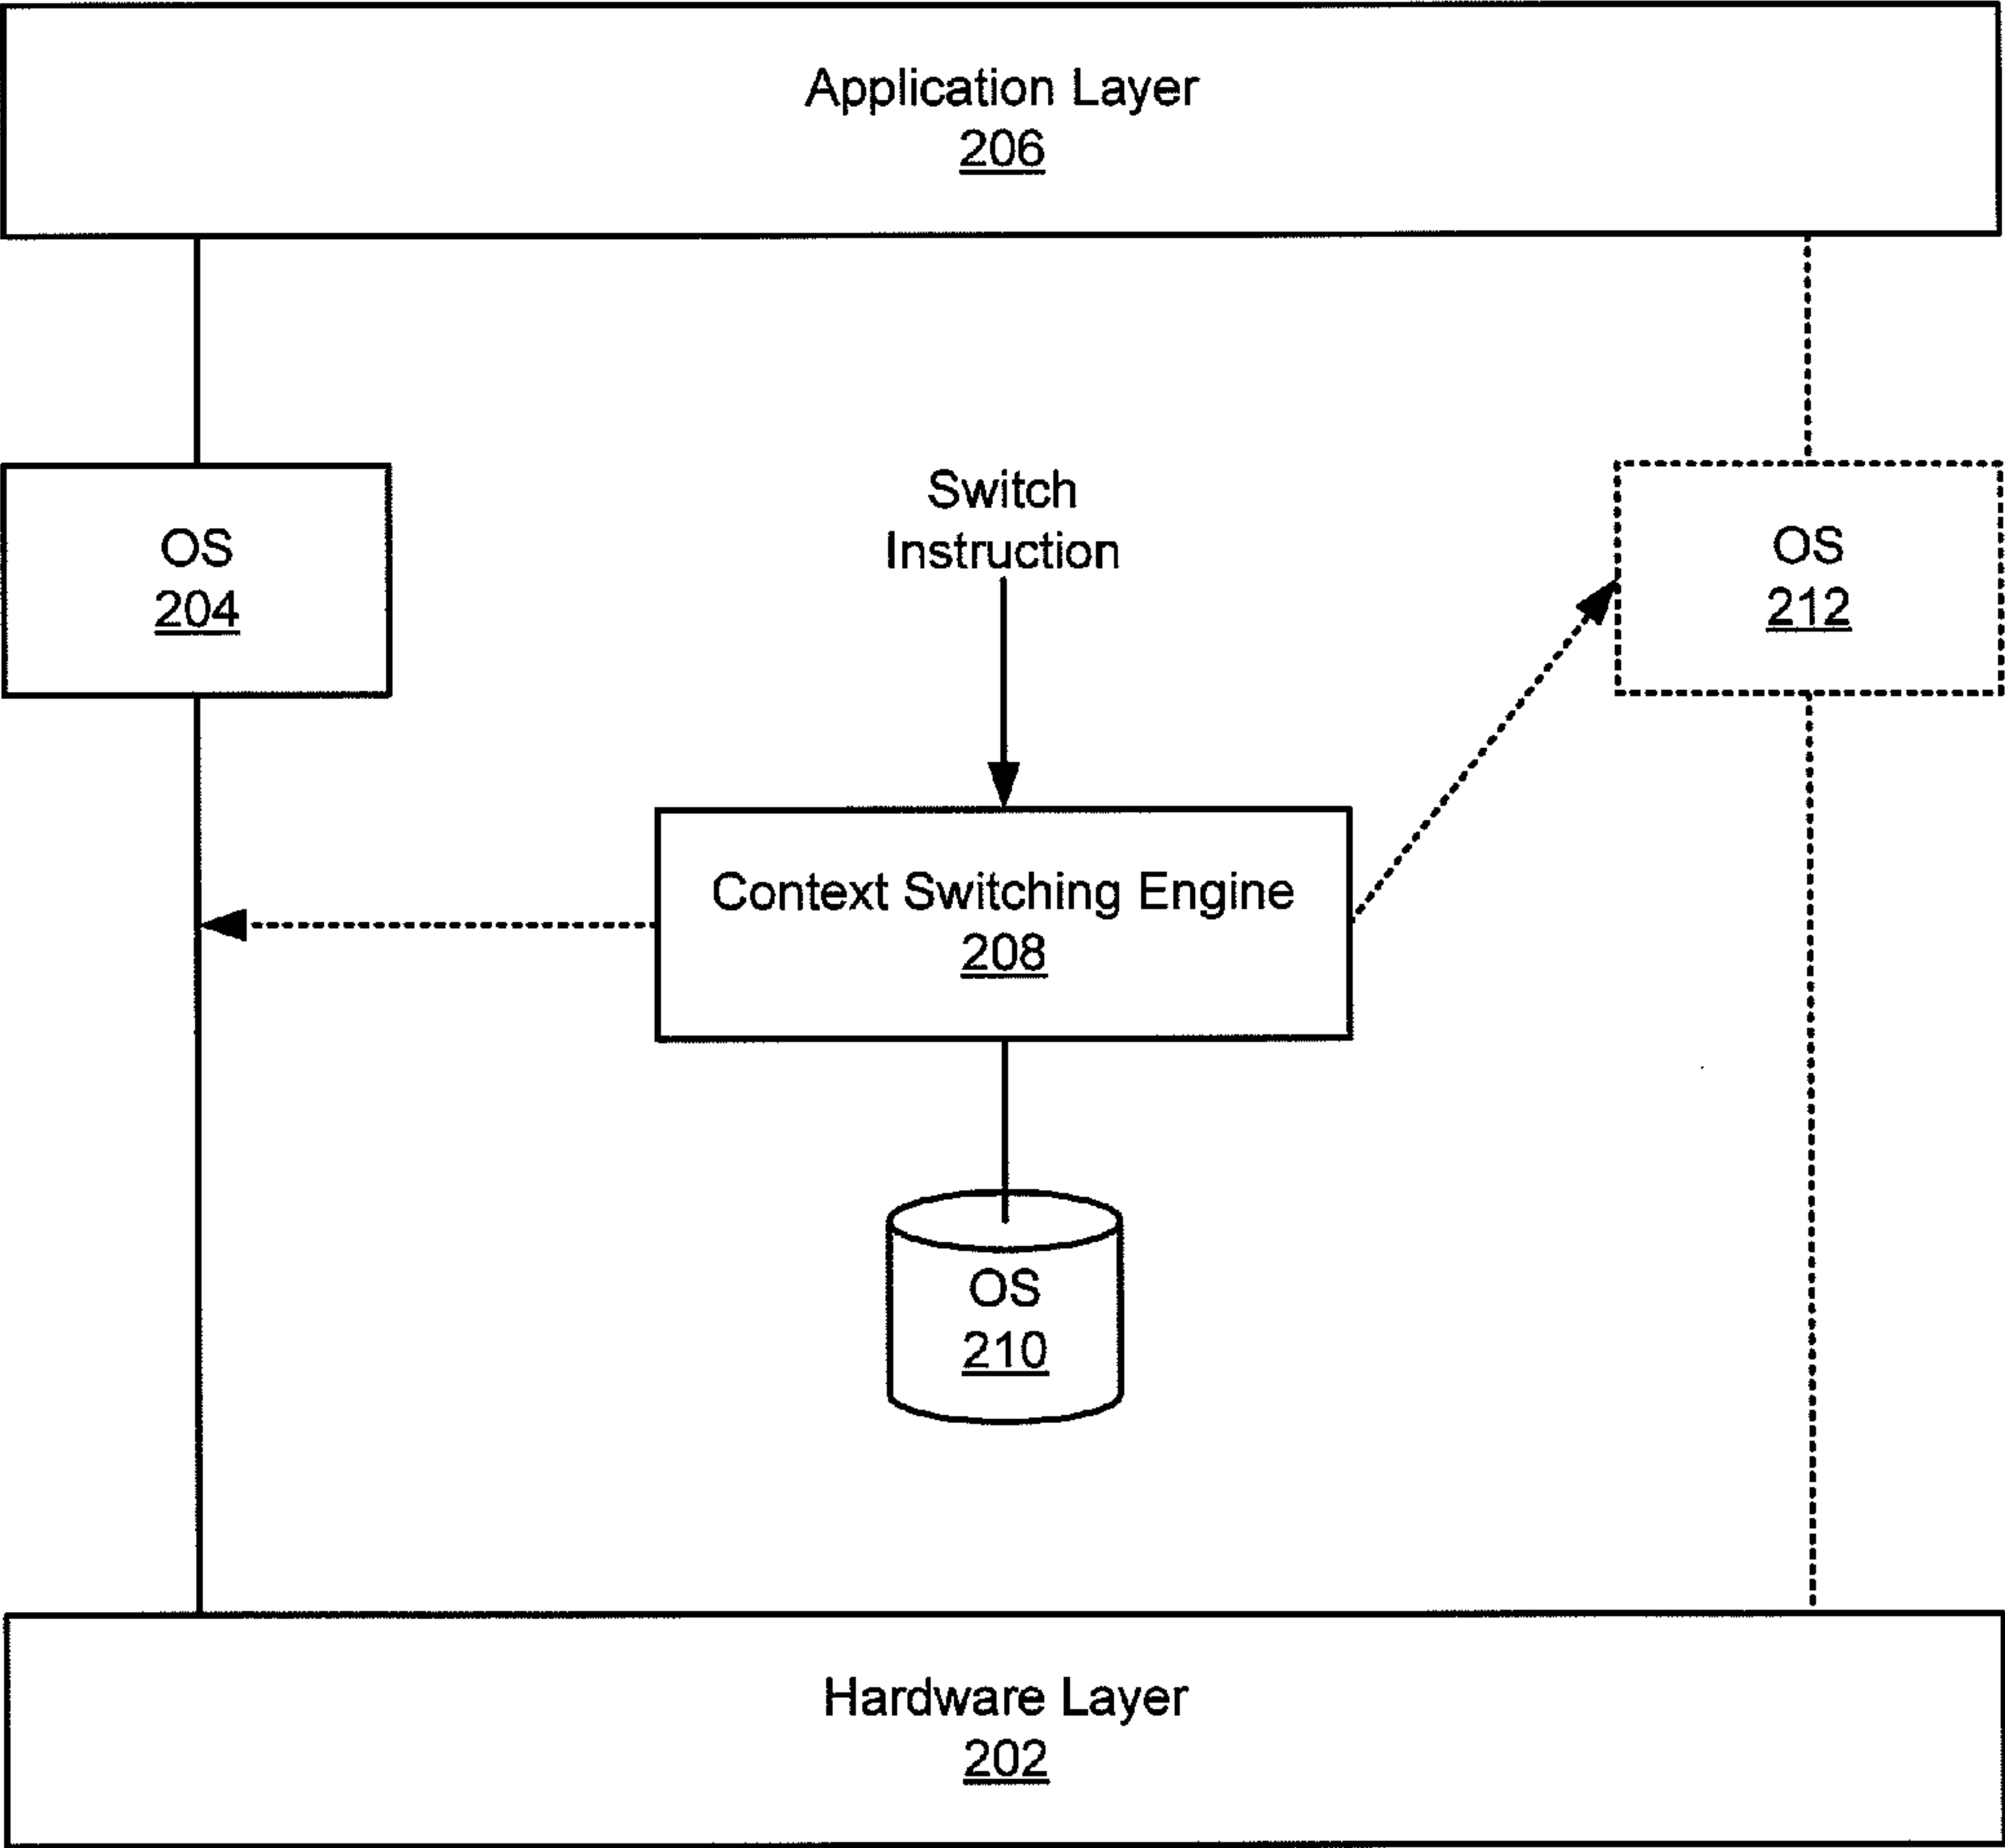 Application Layer
206
OS
204
Switch
Instruction
OS
212
Context Switching Engine
208
OS
210
Hardware Layer
202